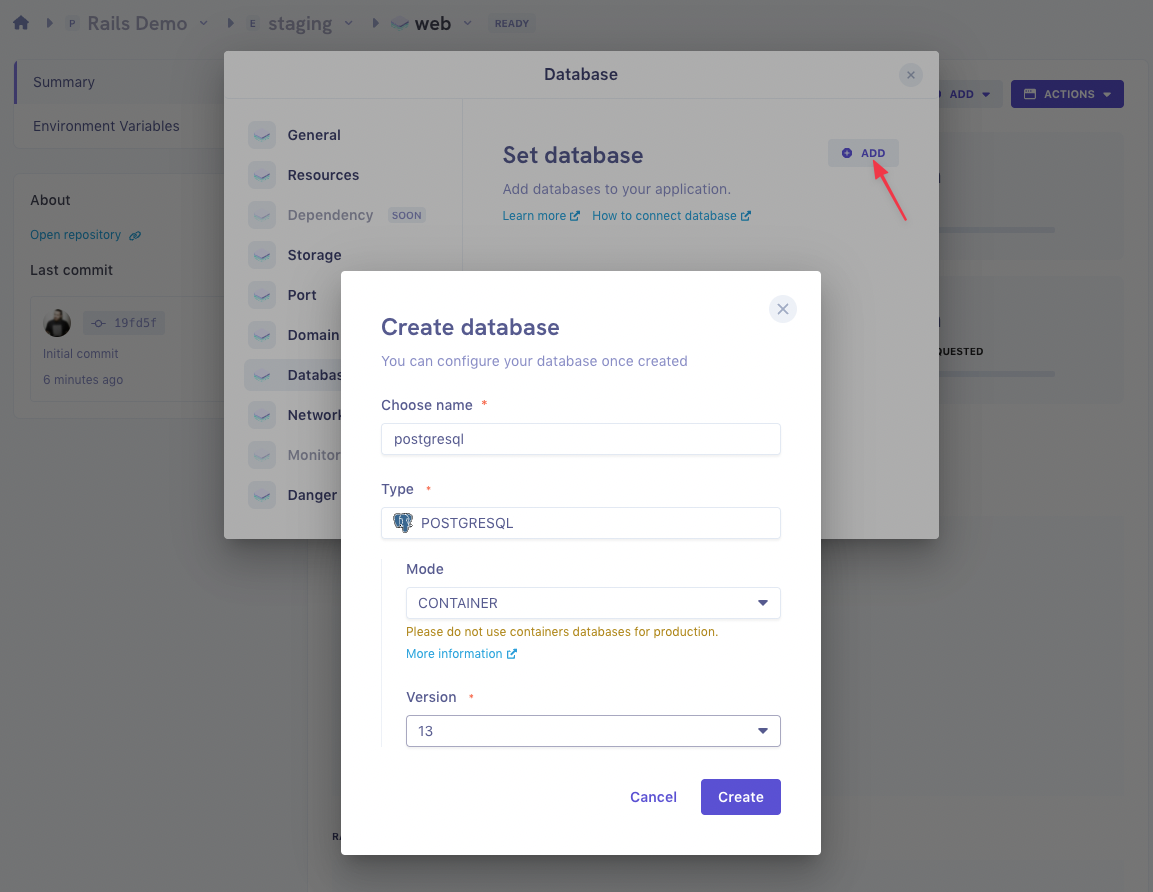 P Rails Demo E staging web READY
Database
Summary
Environment Variables
ADD
ACTIONS
About
Open repository
Last commit
19fd5f
Initial commit
6 minutes ago
General
Resources
Dependency SOON
Storage
Port
Domain
Databas
Network
Monitor
Danger
Set database
ADD
Add databases to your application.
Learn more How to connect database
QUESTED
Create database
You can configure your database once created
Choose name *
postgresql
Type *
POSTGRESQL
Mode
CONTAINER
Please do not use containers databases for production.
More information
Version *
13
Cancel Create